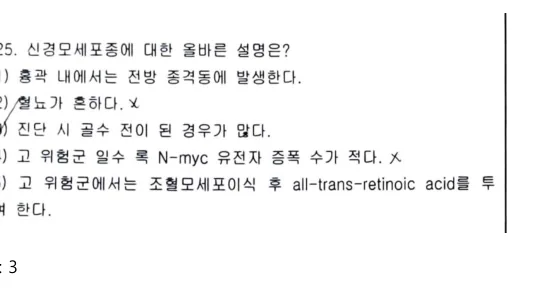 25. 신경모세포종에 대한 올바른 설명은?
1) 흉곽 내에서는 전방 종격동에 발생한다.
2) 혈뇨가 흔하다. x
3) 진단 시 골수 전이 된 경우가 많다.
4) 고 위험군 일수 록 N-myc 유전자 증폭 수가 적다. x
5) 고 위험군에서는 조혈모세포이식 후 all-trans-retinoic acid를 투
여 한다.
: 3